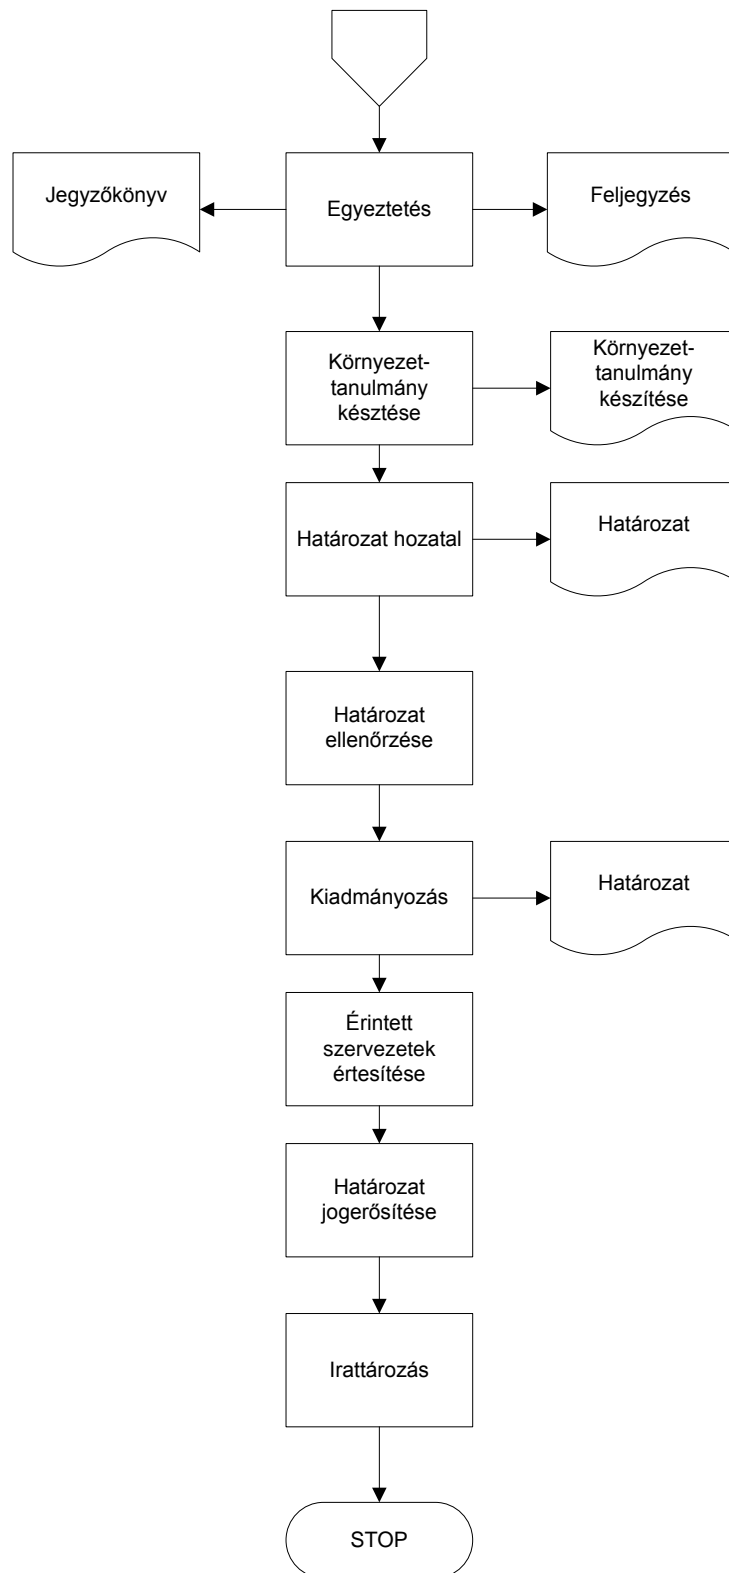 Jegyzőkönyv
Egyeztetés
Feljegyzés
Környezet-
tanulmány
késztése
Környezet-
tanulmány
készítése
Határozat hozatal
Határozat
Határozat
ellenőrzése
Kiadmányozás
Határozat
Érintett
szervezetek
értesítése
Határozat
jogerősítése
Irattározás
STOP